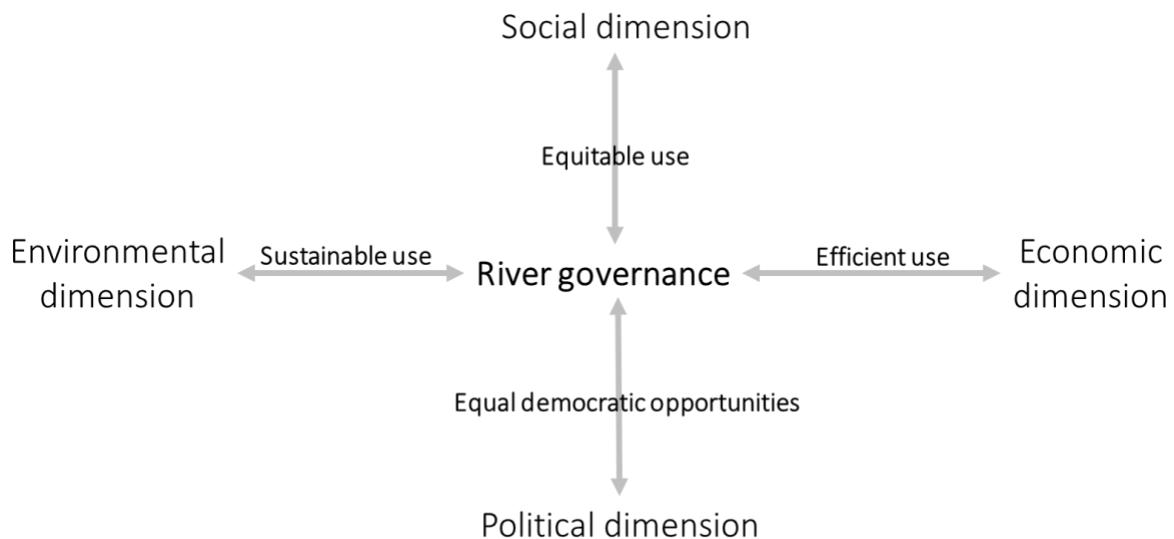 Social dimension
Equitable use
Environmental
dimension
Sustainable use
River governance
Efficient use
Economic
dimension
Equal democratic opportunities
Political dimension